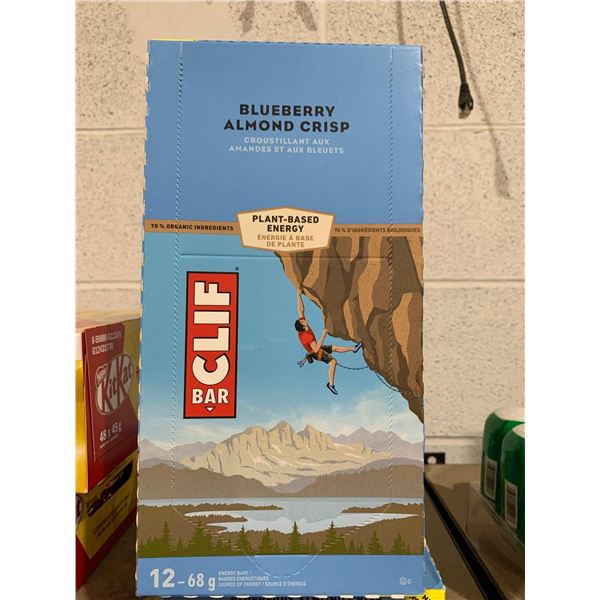 BLUEBERRY
ALMOND CRISP
CROUSTILLANT AUX
AMANDES ET AUX BLEUETS
70 % ORGANIC INGREDIENTS
PLANT-BASED
ENERGY
ÉNERGIE À BASE
DE PLANTE
70 % D'INGRÉDIENTS BIOLOGIQUES
CLIF
BAR
12-68 g
ENERGY BARS /
BARRES ÉNERGÉTIQUES
SOURCE OF ENERGY / SOURCE D'ÉNERGIE
Nestlé
KitKat
48 x 45 g